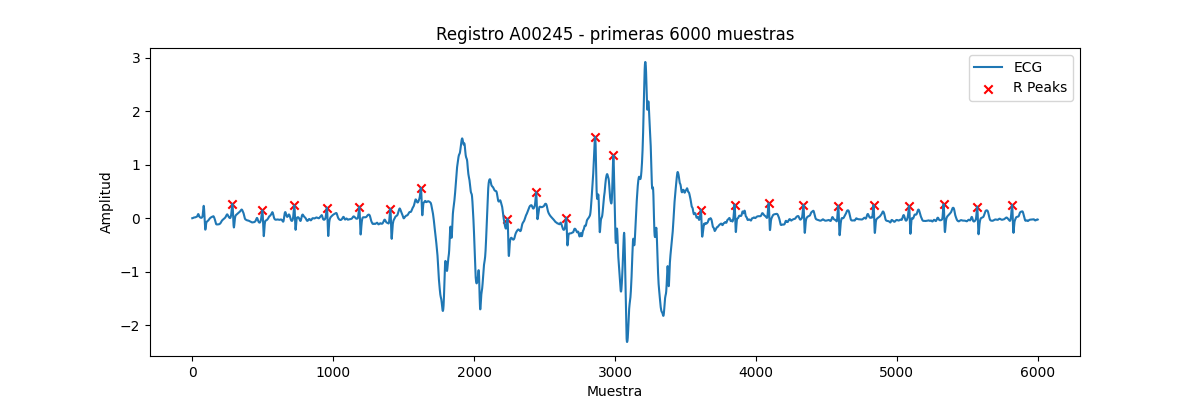 Registro A00245 - primeras 6000 muestras
ECG
R Peaks
Amplitud
3
2
1
0
−1
−2
0 1000 2000 3000 4000 5000 6000
Muestra